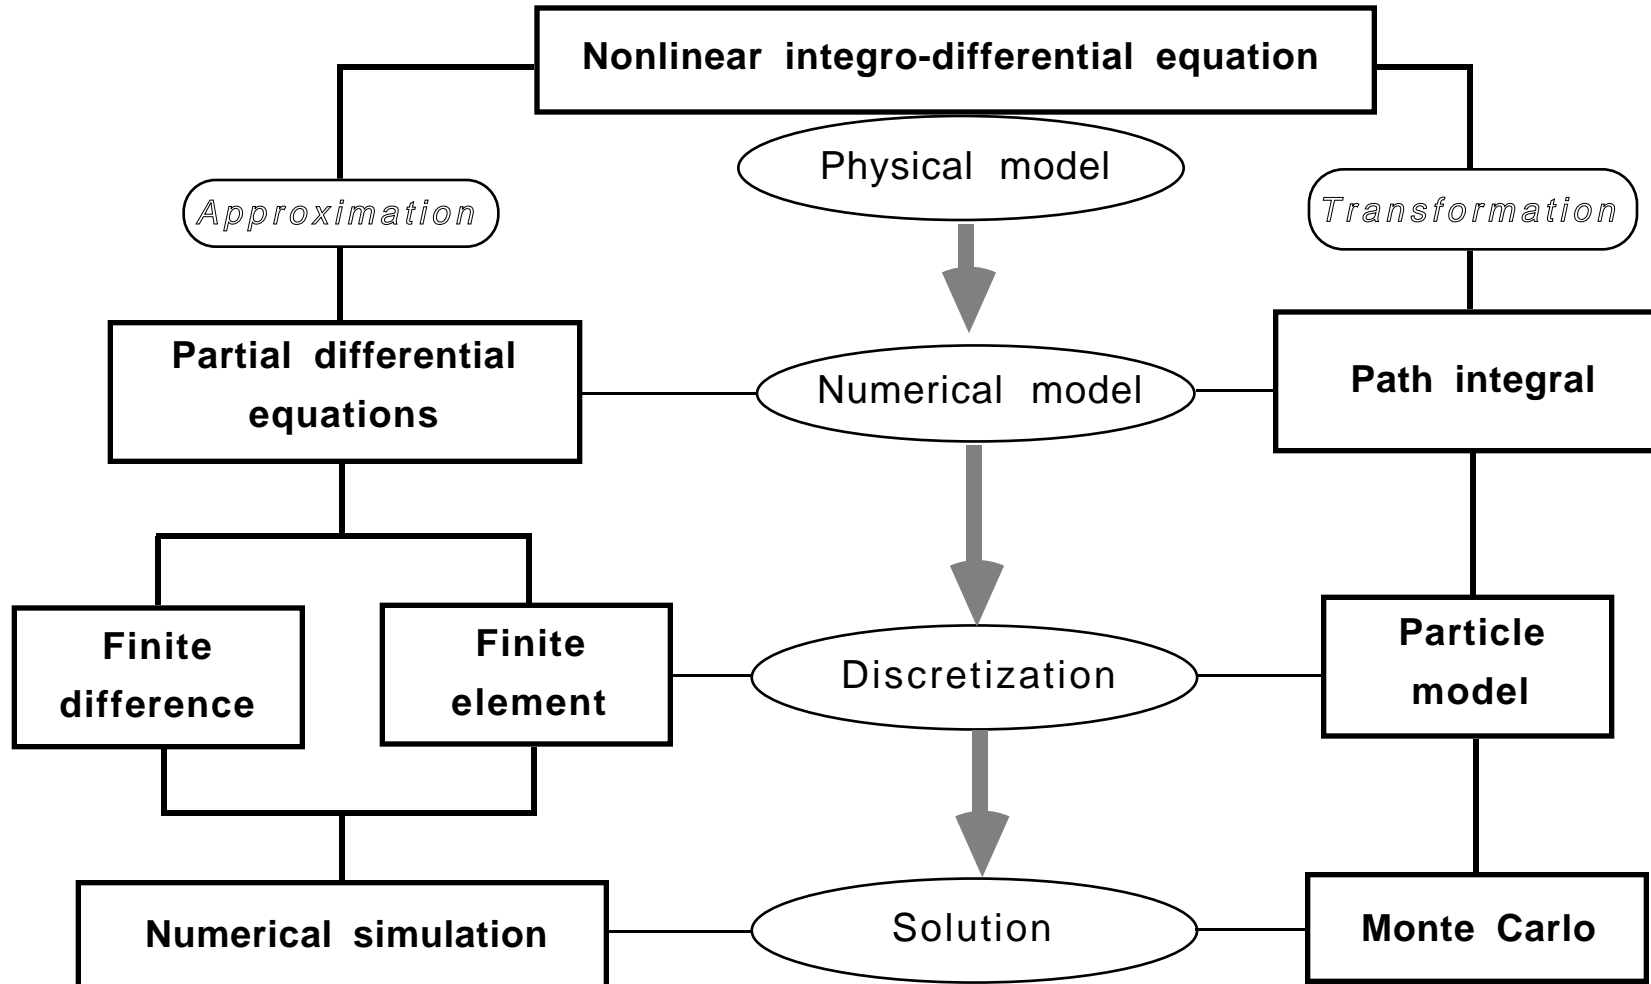 Nonlinear integro-differential equation
Physical model
Approximation
Transformation
Partial differential
equations
Numerical model
Path integral
Finite
difference
Finite
element
Discretization
Particle
model
Numerical simulation
Solution
Monte Carlo